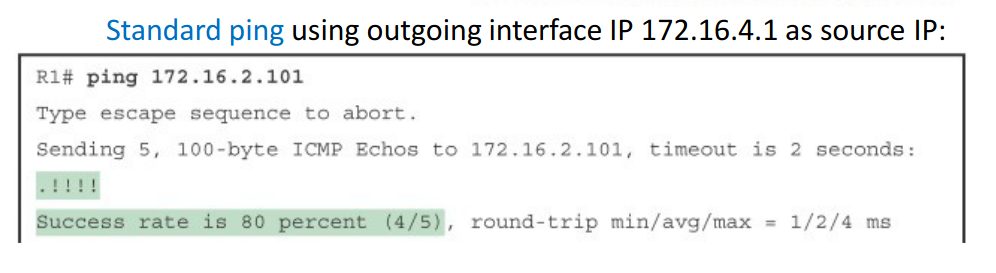 Standard ping using outgoing interface IP 172.16.4.1 as source IP:
R1# ping 172.16.2.101
Type escape sequence to abort.
Sending 5, 100-byte ICMP Echos to 172.16.2.101, timeout is 2 seconds:
.!!!!
Success rate is 80 percent (4/5), round-trip min/avg/max = 1/2/4 ms